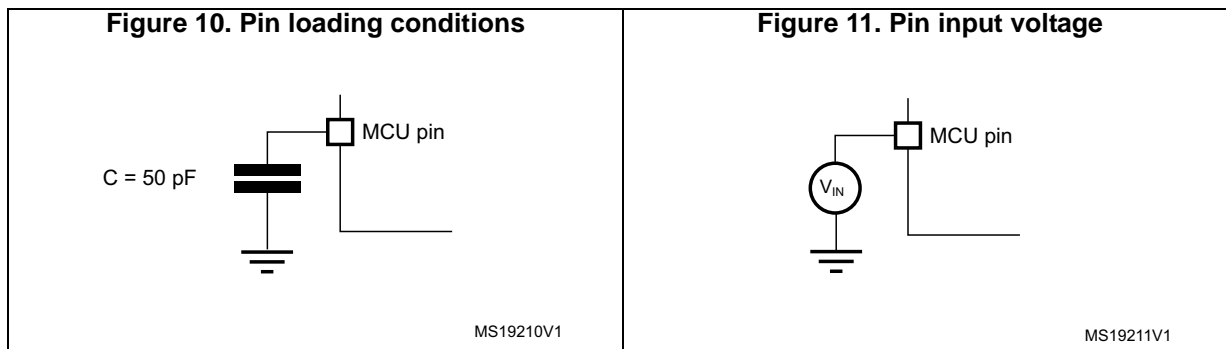 Figure 10. Pin loading conditions
MCU pin
C = 50 pF
MS19210V1
Figure 11. Pin input voltage
MCU pin
VIN
MS19211V1